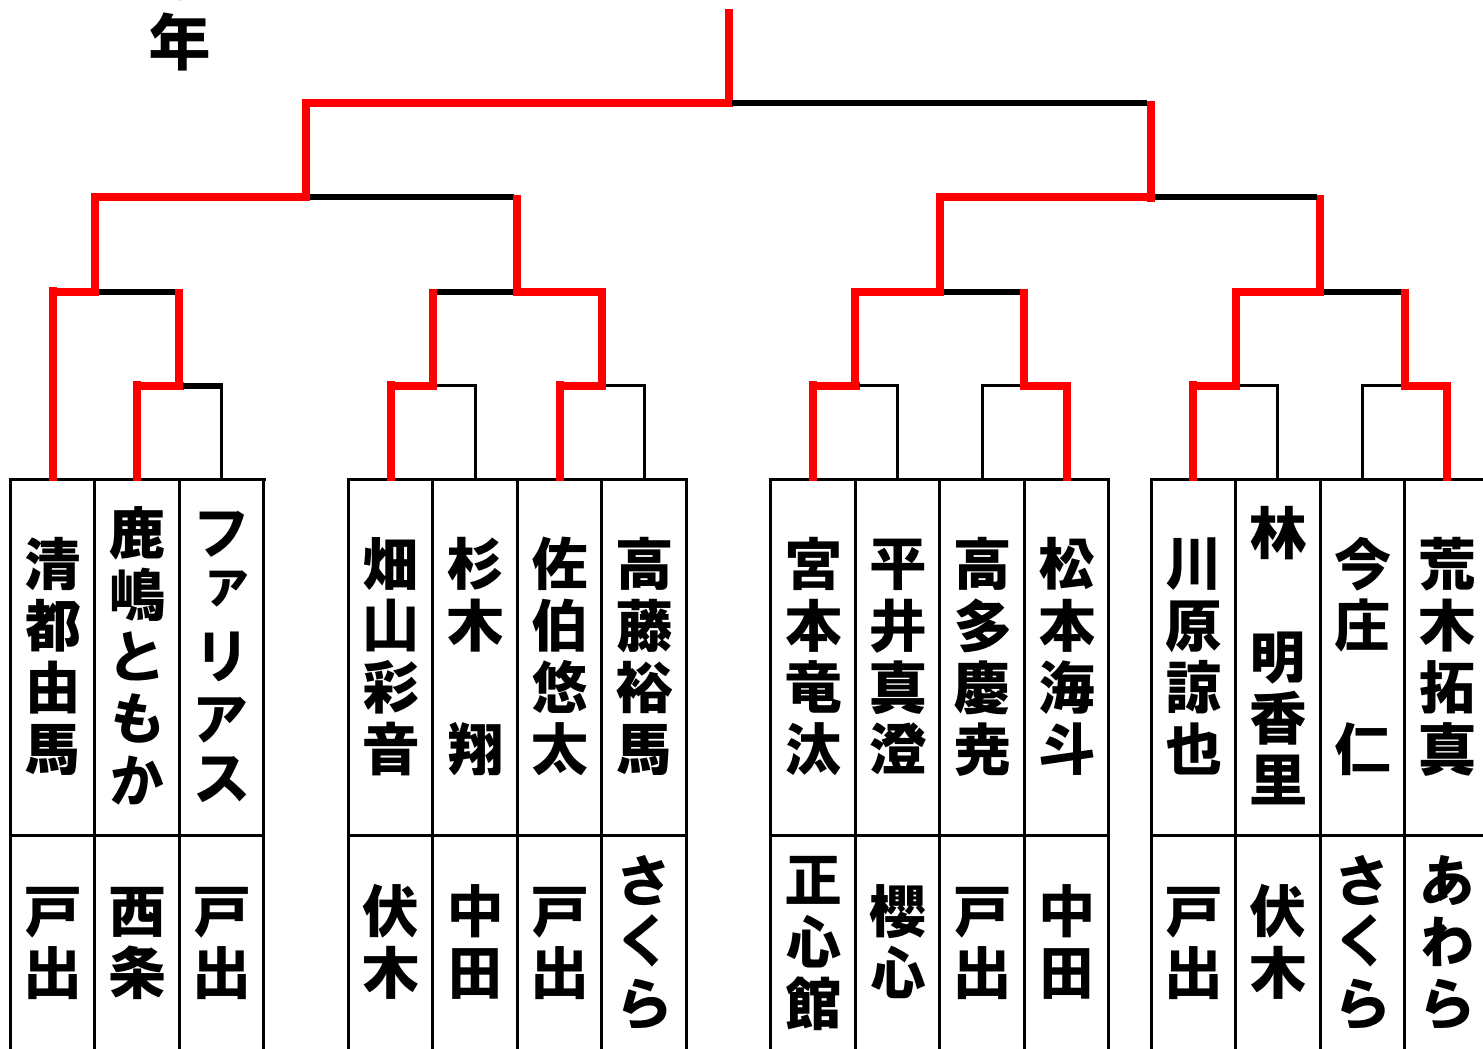 年
清都由馬
鹿嶋ともか
ファリアス
畑山彩音
杉木 翔
佐伯悠太
高藤裕馬
宮本竜汰
平井真澄
高多慶尭
松本海斗
川原諒也
林 明香里
今庄 仁
荒木拓真
戸出
西条
戸出
伏木
中田
戸出
さくら
正心館
櫻心
戸出
中田
戸出
伏木
さくら
あわら